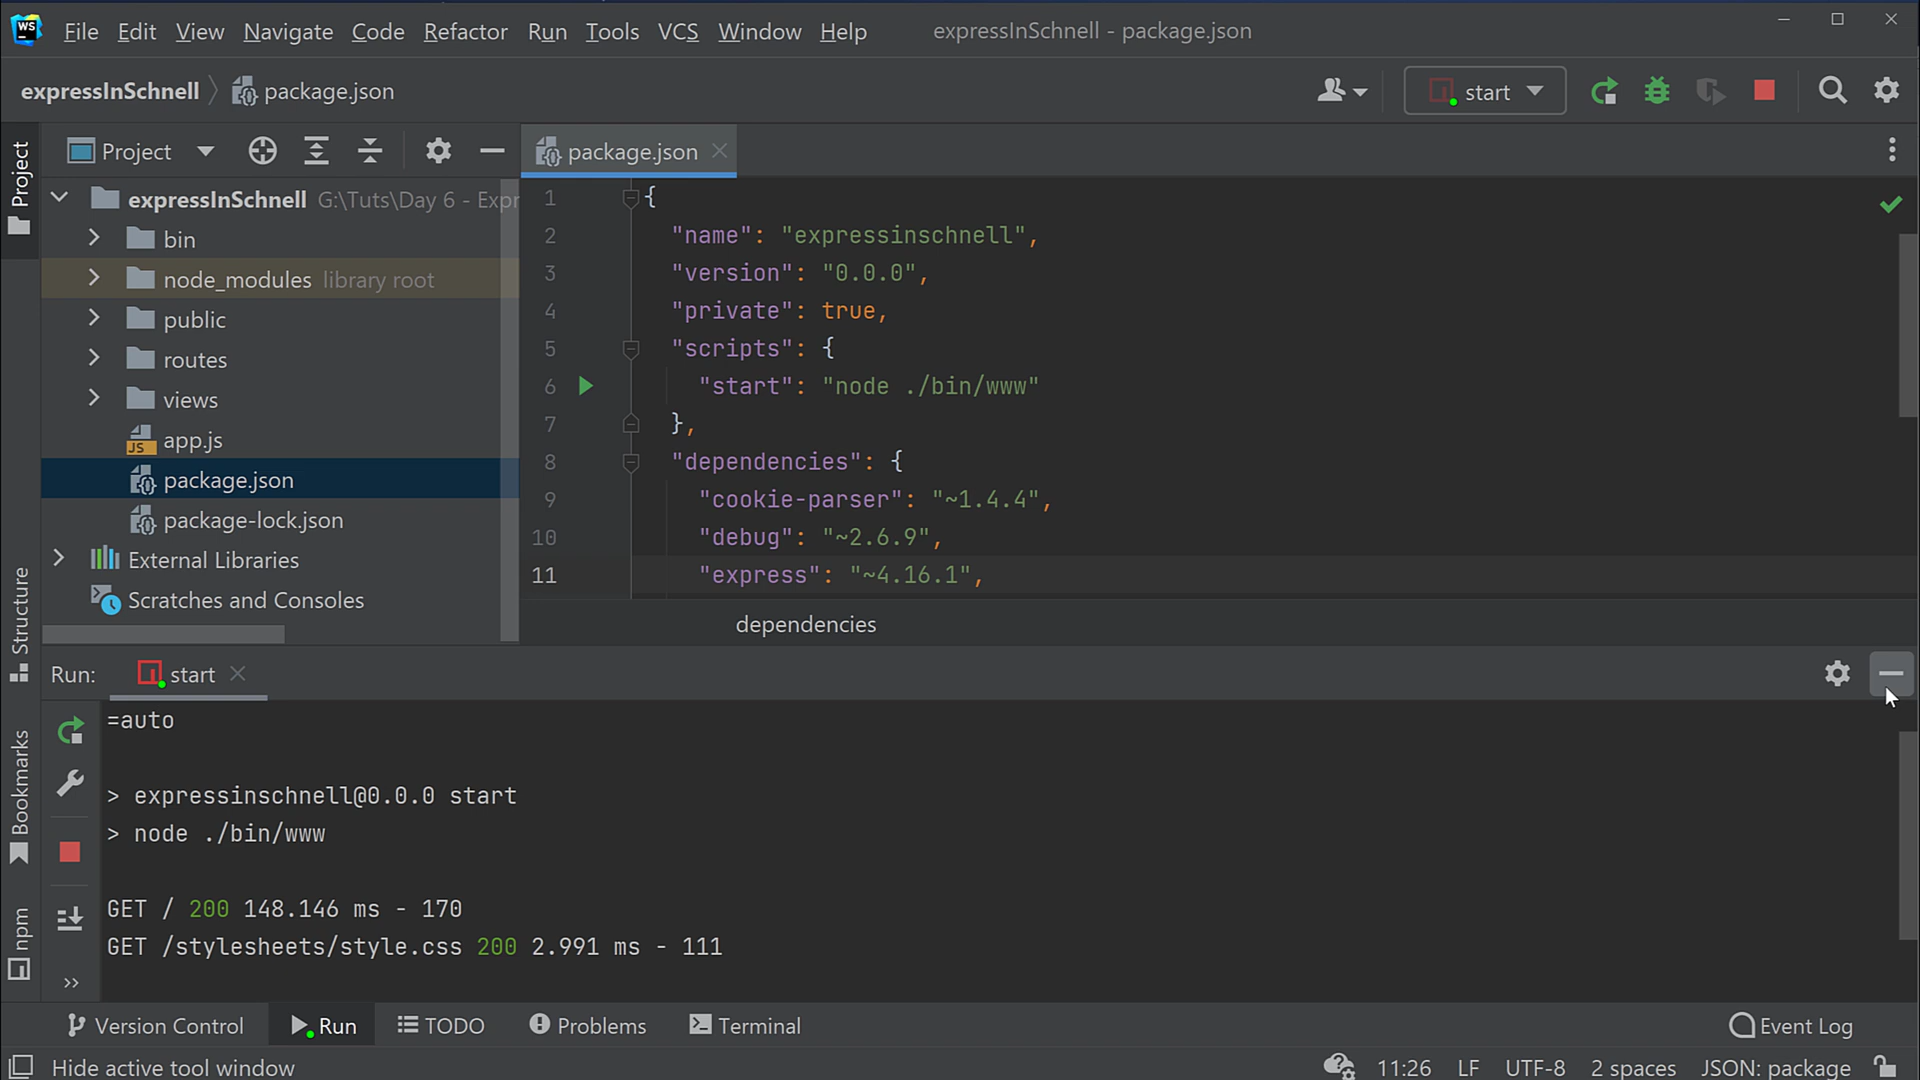 WS File Edit View Navigate Code Refactor Run Tools VCS Window Help expressInSchnell - package.json
expressInSchnell package.json start
Project package.json
Project
expressInSchnell G:\Tuts\Day 6 - Expr
bin
node_modules library root
public
routes
views
JS app.js
package.json
package-lock.json
External Libraries
Scratches and Consoles
1 {
2 "name": "expressinschnell",
3 "version": "0.0.0",
4 "private": true,
5 "scripts": {
6 "start": "node ./bin/www"
7 },
8 "dependencies": {
9 "cookie-parser": "~1.4.4",
10 "debug": "~2.6.9",
11 "express": "~4.16.1",
dependencies
Structure
Bookmarks
npm
Run: start
=auto
> expressinschnell@0.0.0 start
> node ./bin/www
GET / 200 148.146 ms - 170
GET /stylesheets/style.css 200 2.991 ms - 111
Version Control Run TODO Problems Terminal Event Log
Hide active tool window 11:26 LF UTF-8 2 spaces JSON: package